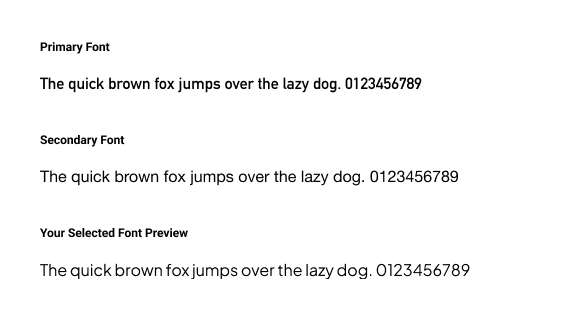 Primary Font
The quick brown fox jumps over the lazy dog. 0123456789
Secondary Font
The quick brown fox jumps over the lazy dog. 0123456789
Your Selected Font Preview
The quick brown fox jumps over the lazy dog. 0123456789